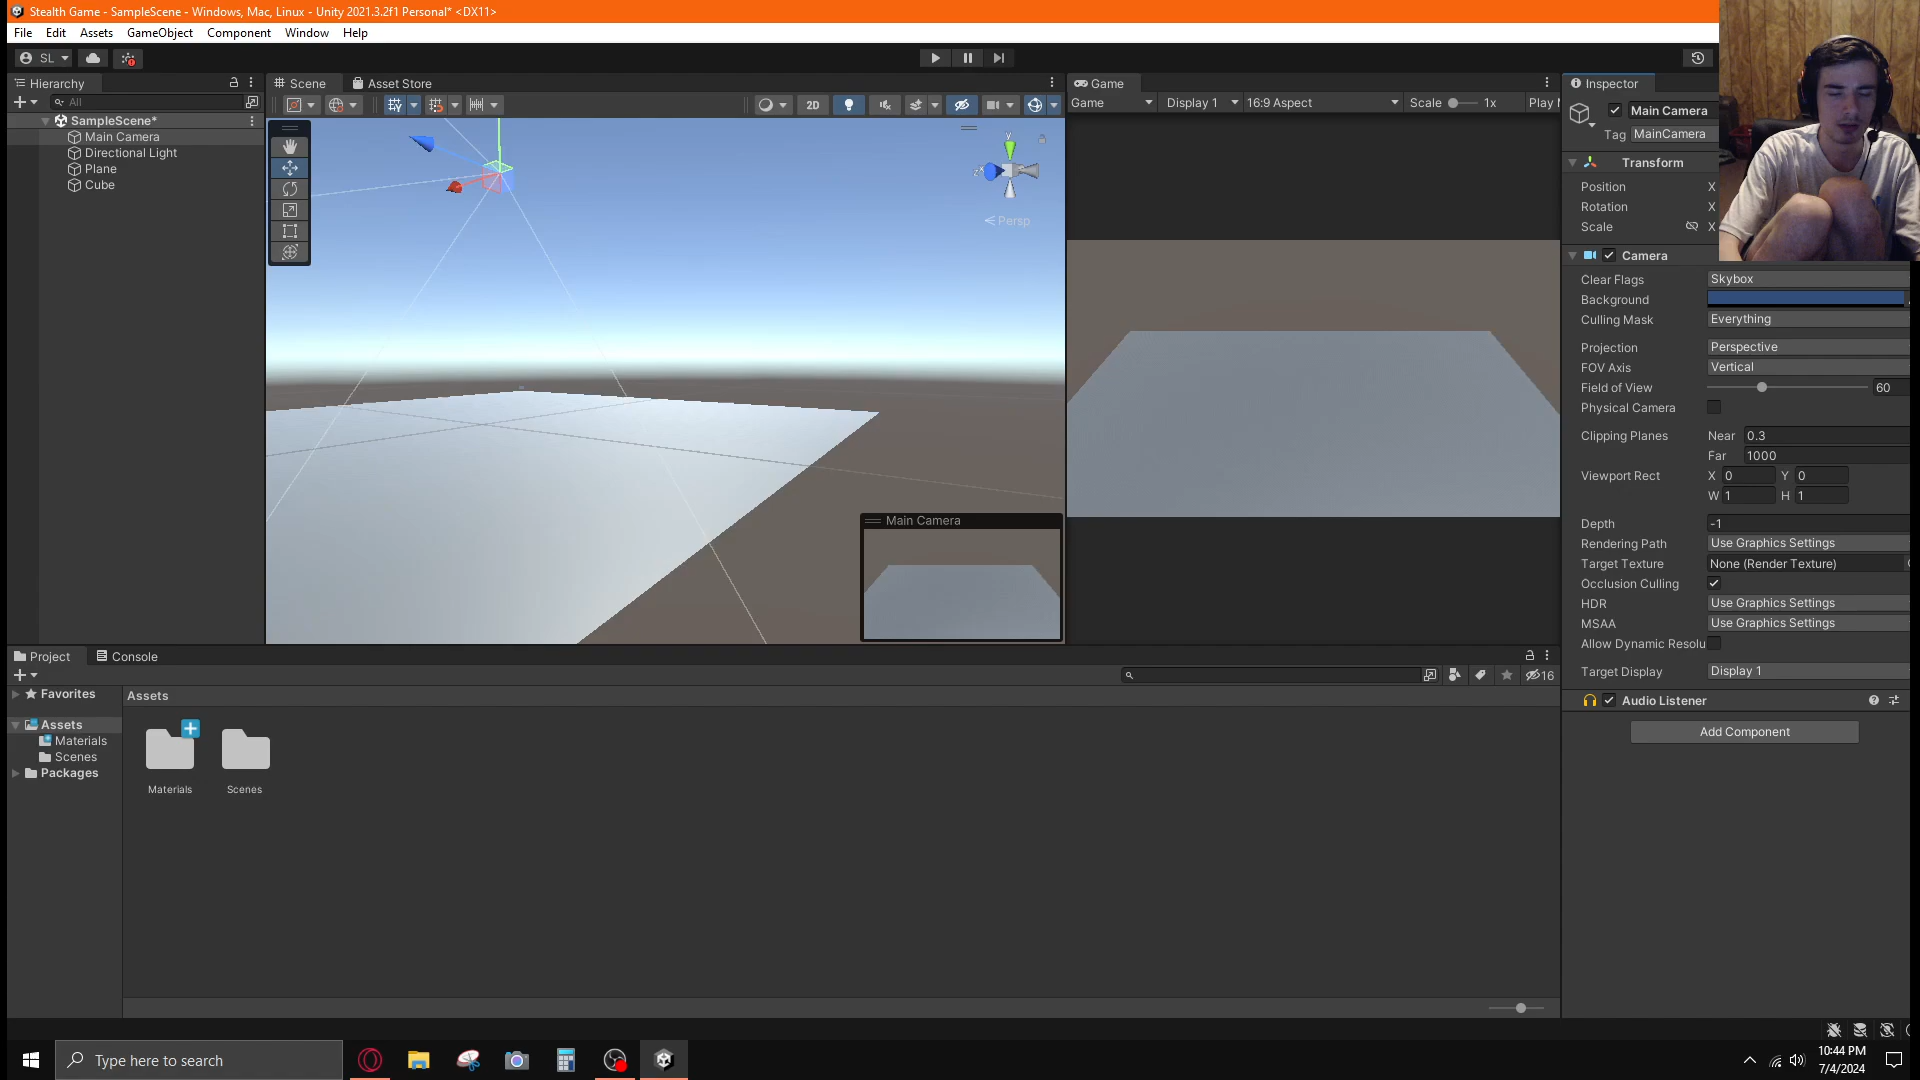 Stealth Game - SampleScene - Windows, Mac, Linux - Unity 2021.3.2f1 Personal* <DX11>
File Edit Assets GameObject Component Window Help
SL
Hierarchy
All
SampleScene*
Main Camera
Directional Light
Plane
Cube
Scene Asset Store
2D
y
Persp
Main Camera
Game
Game Display 1 16:9 Aspect Scale 1x Play
Inspector
Main Camera
Tag MainCamera
Transform
Position X
Rotation X
Scale X
Camera
Clear Flags Skybox
Background
Culling Mask Everything
Projection Perspective
FOV Axis Vertical
Field of View 60
Physical Camera
Clipping Planes Near 0.3
Far 1000
Viewport Rect X 0 Y 0
W 1 H 1
Depth -1
Rendering Path Use Graphics Settings
Target Texture None (Render Texture)
Occlusion Culling
HDR Use Graphics Settings
MSAA Use Graphics Settings
Allow Dynamic Resolu
Target Display Display 1
Audio Listener
Add Component
Project Console
16
Favorites
Assets
Materials
Scenes
Packages
Assets
Materials Scenes
Type here to search
10:44 PM
7/4/2024